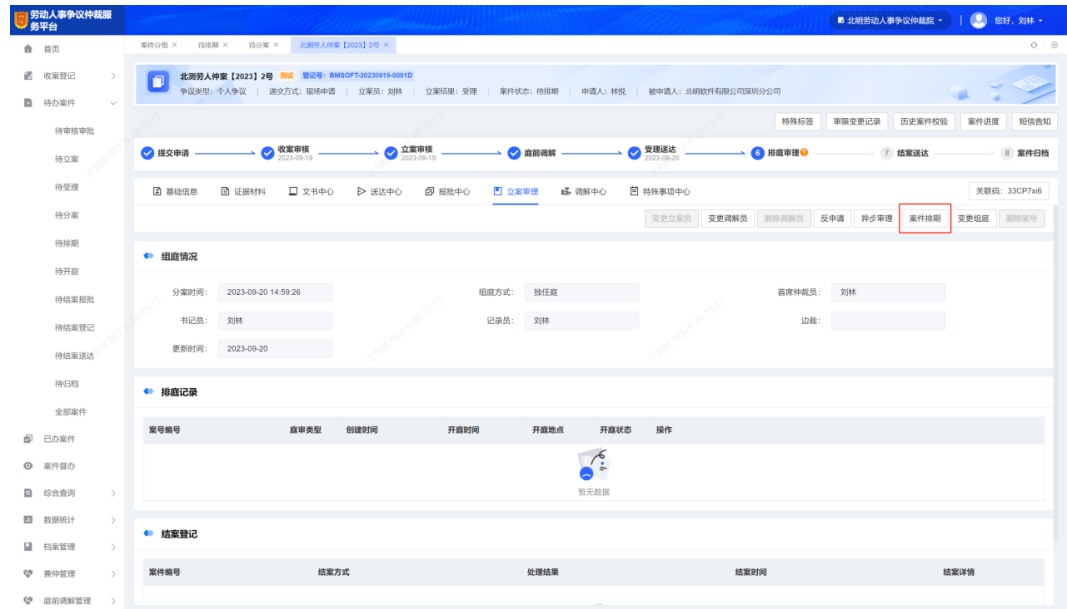 劳动人事争议仲裁服务平台
北明劳动人事争议仲裁院
您好，刘林
首页
收案登记
待办案件
待审核审批
待立案
待受理
待分案
待排期
待开庭
待结案报批
待结案登记
待结案送达
待归档
全部案件
已办案件
案件督办
综合查询
数据统计
档案管理
兼仲管理
庭前调解管理
案件分组 × 待排期 × 待分案 × 北测劳人仲案【2023】2号 ×
北测劳人仲案【2023】2号 测试 登记号：BMSOFT-20230919-0001D
争议类型：个人争议 递交方式：现场申请 立案员：刘林 立案结果：受理 案件状态：待排期 申请人：林悦 被申请人：北明软件有限公司深圳分公司
特殊标签 审限变更记录 历史案件校验 案件进度 短信告知
提交申请 收案审核 立案审核 庭前调解 受理送达 6 排庭审理 7 结案送达 8 案件归档
2023-09-19 2023-09-19 2023-09-20
基础信息 证据材料 文书中心 送达中心 报批中心 立案审理 调解中心 特殊事项中心 关联码：33CP7xi6
变更立案员 变更调解员 删除调解员 反申请 异步审理 案件排期 变更组庭 删除案号
组庭情况
分案时间： 2023-09-20 14:59:26 组庭方式： 独任庭 首席仲裁员： 刘林
书记员： 刘林 记录员： 刘林 边裁：
更新时间： 2023-09-20
排庭记录
案号编号 庭审类型 创建时间 开庭时间 开庭地点 开庭状态 操作
暂无数据
结案登记
案件编号 结案方式 处理结果 结案时间 结案详情